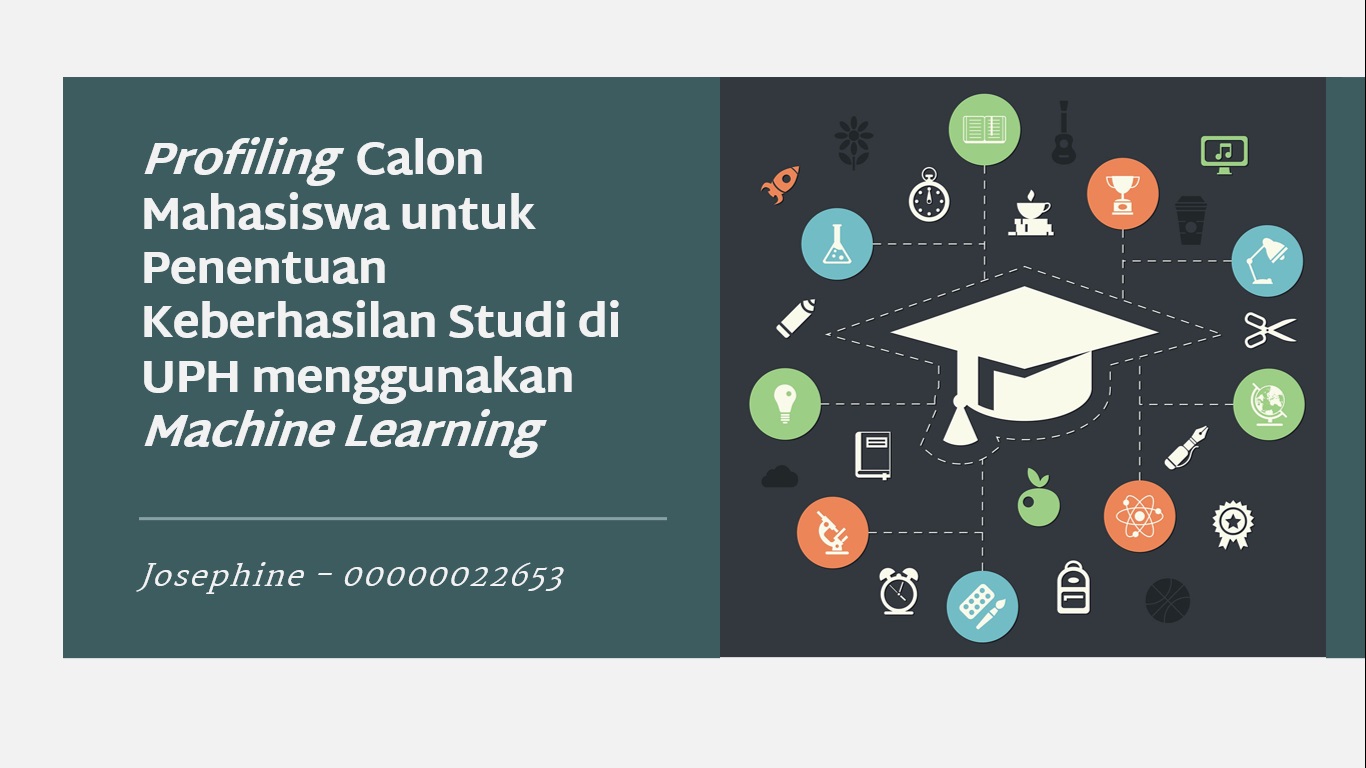 Profiling Calon
Mahasiswa untuk
Penentuan
Keberhasilan Studi di
UPH menggunakan
Machine Learning
Josephine – 00000022653